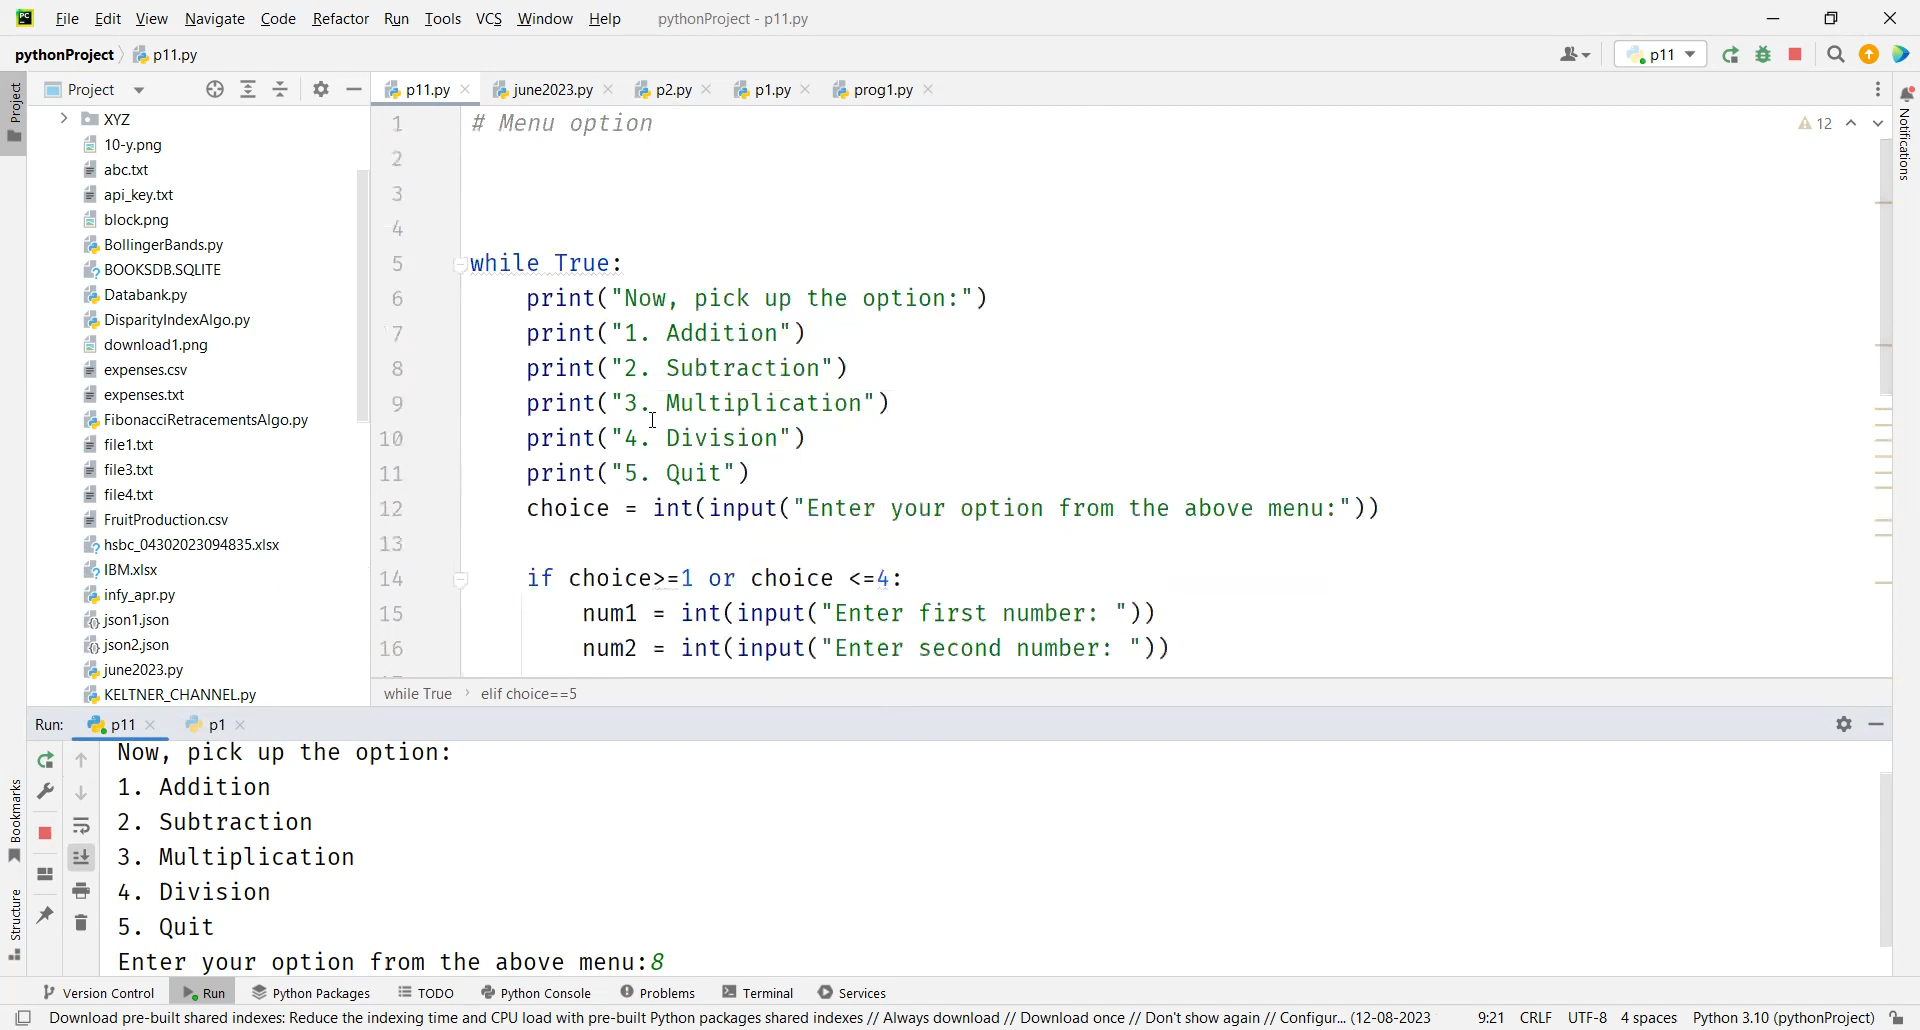 File Edit View Navigate Code Refactor Run Tools VCS Window Help pythonProject - p11.py
pythonProject p11.py p11
Project
Project
p11.py june2023.py p2.py p1.py prog1.py
Notifications
XYZ
10-y.png
abc.txt
api_key.txt
block.png
BollingerBands.py
BOOKSDB.SQLITE
Databank.py
DisparityIndexAlgo.py
download1.png
expenses.csv
expenses.txt
FibonacciRetracementsAlgo.py
file1.txt
file3.txt
file4.txt
FruitProduction.csv
hsbc_04302023094835.xlsx
IBM.xlsx
infy_apr.py
json1.json
json2.json
june2023.py
KELTNER_CHANNEL.py
12
1 # Menu option
2
3
4
5 while True:
6 print("Now, pick up the option:")
7 print("1. Addition")
8 print("2. Subtraction")
9 print("3. Multiplication")
10 print("4. Division")
11 print("5. Quit")
12 choice = int(input("Enter your option from the above menu:"))
13
14 if choice>=1 or choice <=4:
15 num1 = int(input("Enter first number: "))
16 num2 = int(input("Enter second number: "))
while True elif choice==5
Run: p11 p1
Now, pick up the option:
1. Addition
2. Subtraction
3. Multiplication
4. Division
5. Quit
Enter your option from the above menu:8
Bookmarks
Structure
Version Control Run Python Packages TODO Python Console Problems Terminal Services
Download pre-built shared indexes: Reduce the indexing time and CPU load with pre-built Python packages shared indexes // Always download // Download once // Don't show again // Configur... (12-08-2023 9:21 CRLF UTF-8 4 spaces Python 3.10 (pythonProject)